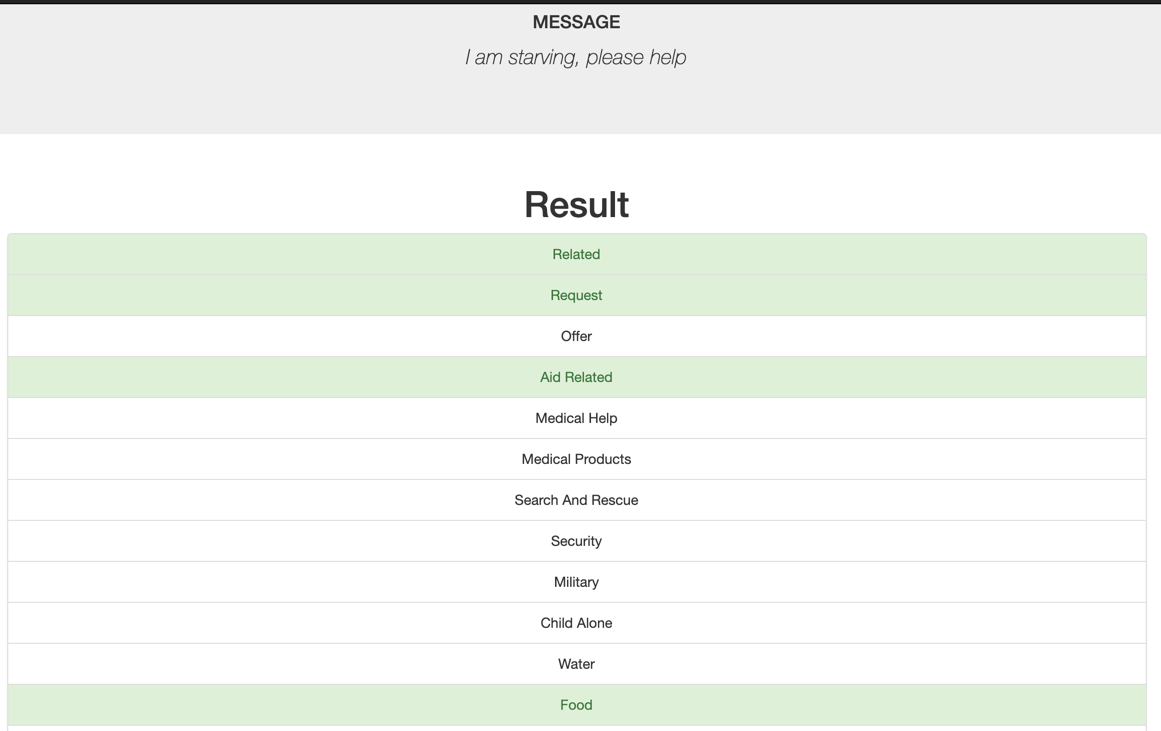 MESSAGE
I am starving, please help
Result
Related
Request
Offer
Aid Related
Medical Help
Medical Products
Search And Rescue
Security
Military
Child Alone
Water
Food